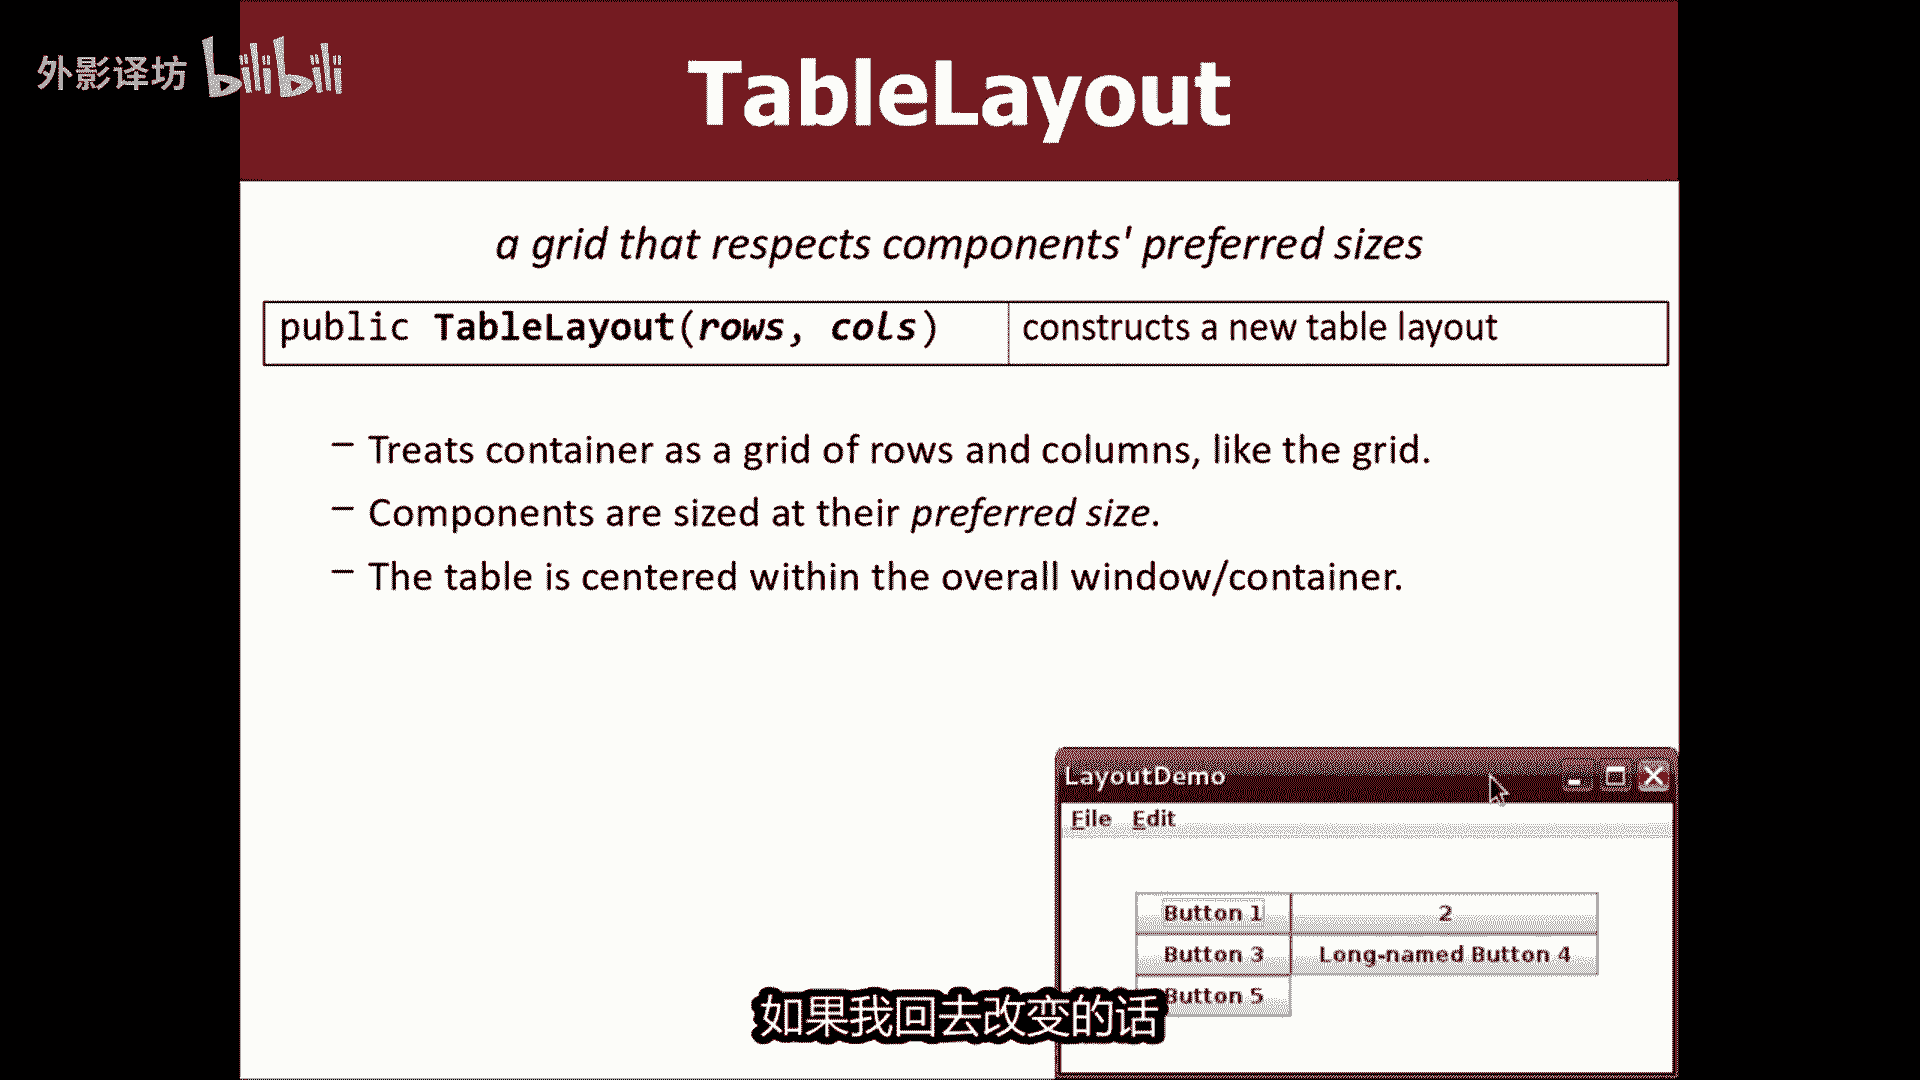 外影译坊 bilibili
TableLayout
a grid that respects components' preferred sizes
public TableLayout(rows, cols) constructs a new table layout
– Treats container as a grid of rows and columns, like the grid.
– Components are sized at their preferred size.
– The table is centered within the overall window/container.
LayoutDemo
File Edit
Button 1 2
Button 3 Long-named Button 4
Button 5
如果我回去改变的话